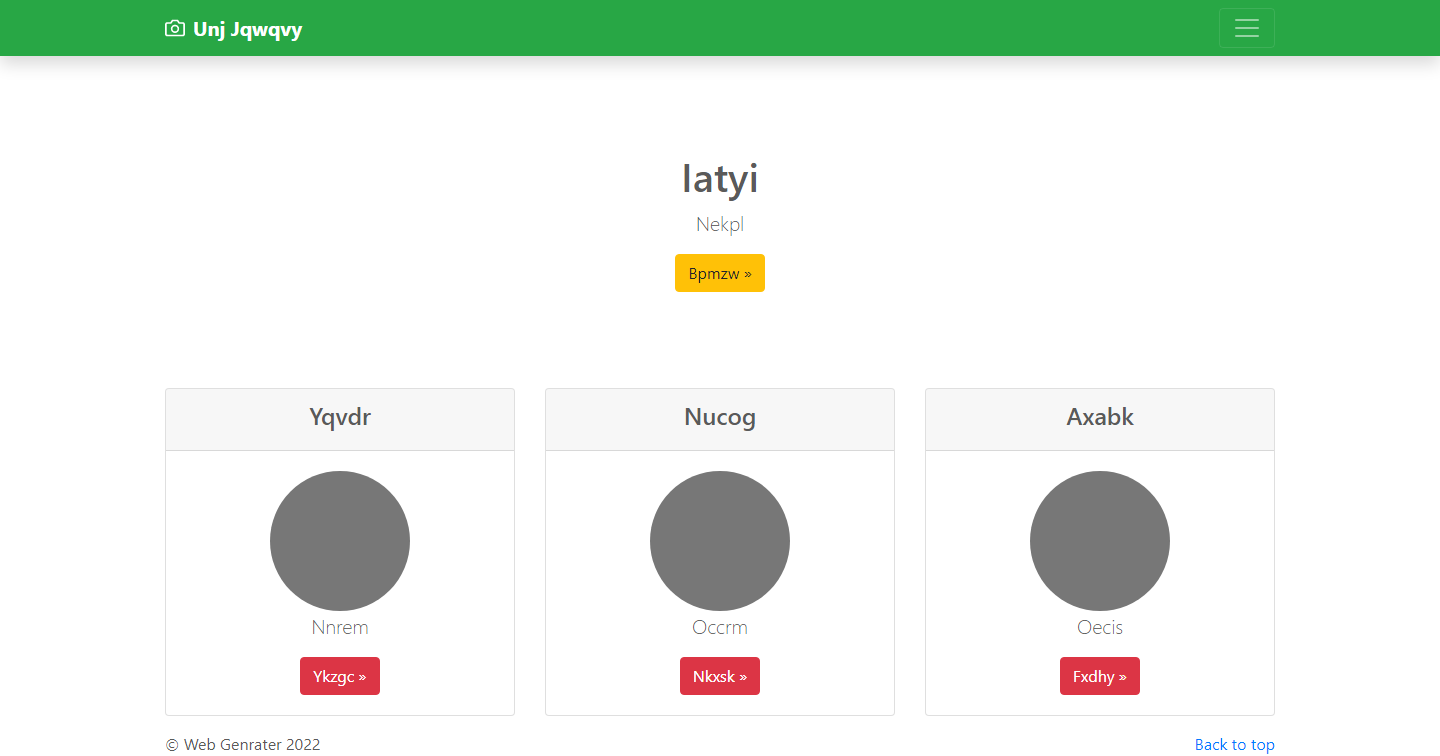 Unj Jqwqvy
Iatyi
Nekpl
Bpmzw »
Yqvdr
Nucog
Axabk
Nnrem
Occrm
Oecis
Ykzgc »
Nkxsk »
Fxdhy »
© Web Genrater 2022
Back to top